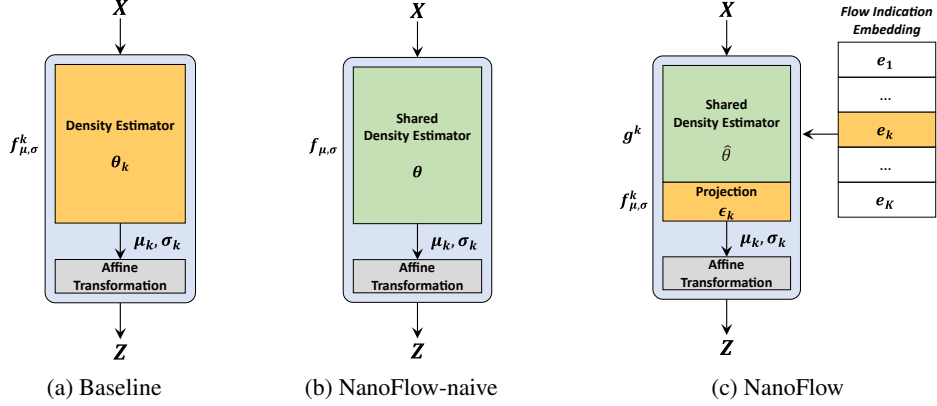 X
Density Estimator
θ_k
f^k_{μ,σ}
μ_k, σ_k
Affine
Transformation
Z
(a) Baseline
X
Shared
Density Estimator
θ
f_{μ,σ}
μ_k, σ_k
Affine
Transformation
Z
(b) NanoFlow-naive
X
Shared
Density Estimator
θ̂
g^k
Projection
ϵ_k
f^k_{μ,σ}
μ_k, σ_k
Affine
Transformation
Z
Flow Indication
Embedding
e_1
...
e_k
...
e_K
(c) NanoFlow